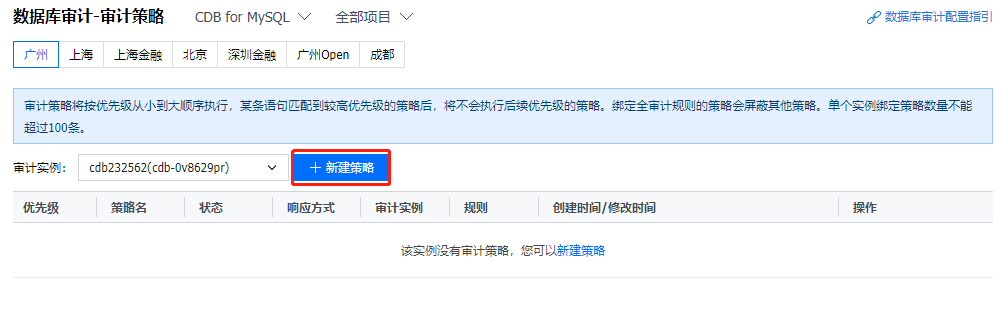 数据库审计-审计策略 CDB for MySQL 全部项目 数据库审计配置指引
广州 上海 上海金融 北京 深圳金融 广州Open 成都
审计策略将按优先级从小到大顺序执行，某条语句匹配到较高优先级的策略后，将不会执行后续优先级的策略。绑定全审计规则的策略会屏蔽其他策略。单个实例绑定策略数量不能
超过100条。
审计实例： cdb232562(cdb-0v8629pr) + 新建策略
优先级 策略名 状态 响应方式 审计实例 规则 创建时间/修改时间 操作
该实例没有审计策略，您可以新建策略